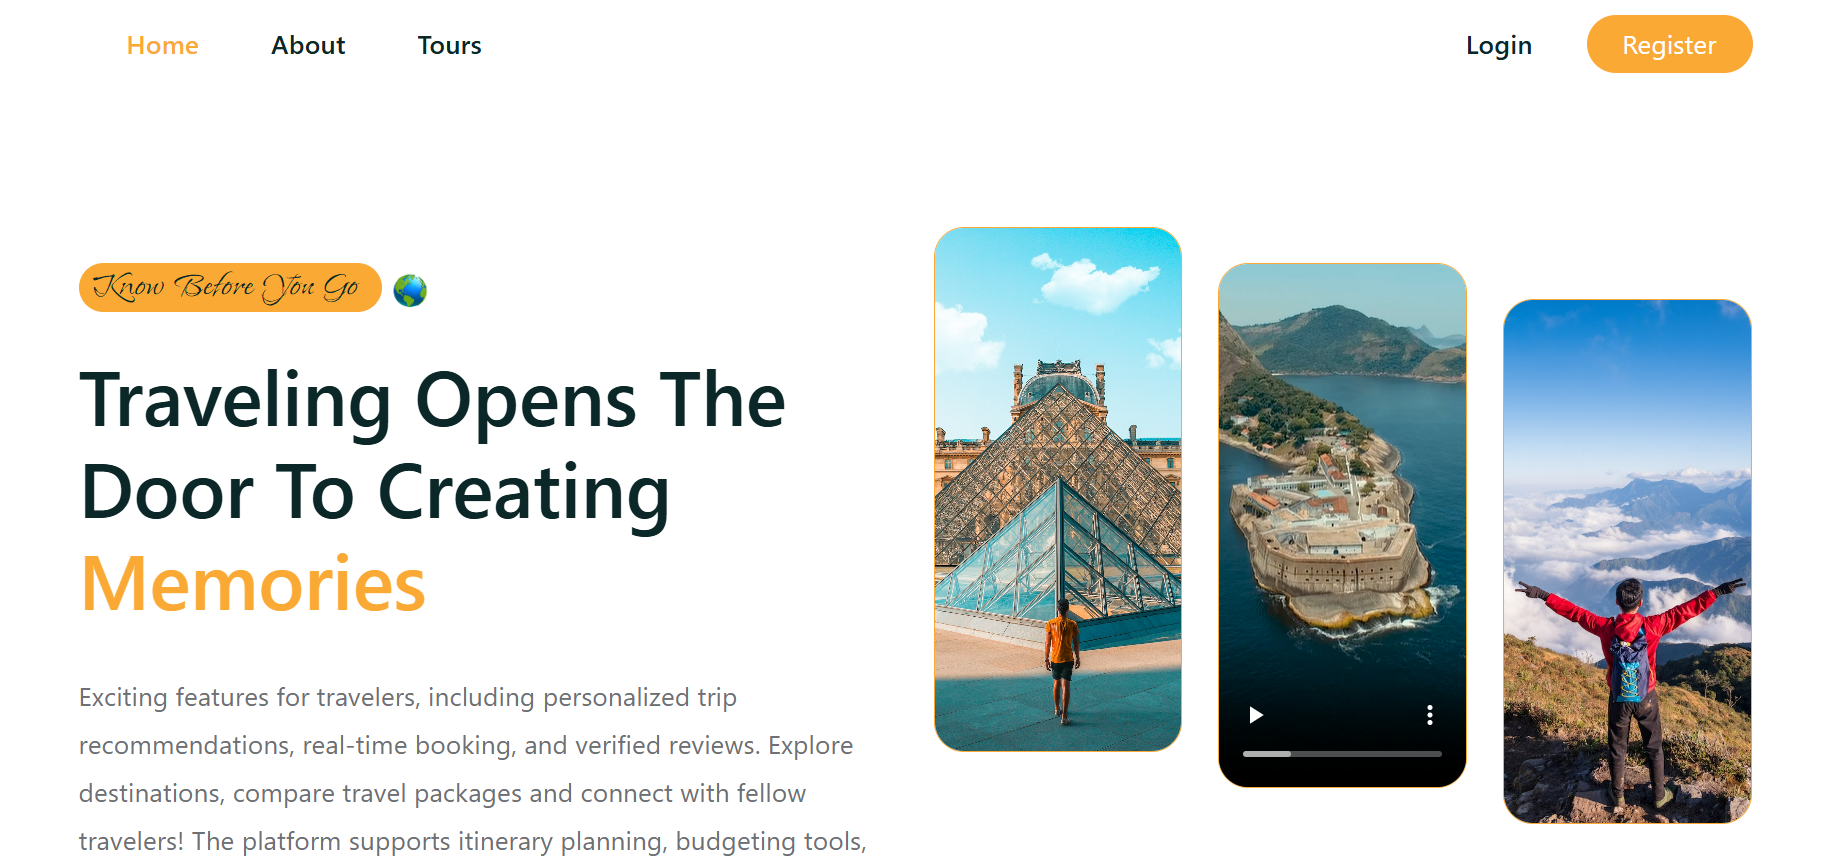 Home About Tours Login Register
Know Before You Go
Traveling Opens The
Door To Creating
Memories
Exciting features for travelers, including personalized trip
recommendations, real-time booking, and verified reviews. Explore
destinations, compare travel packages and connect with fellow
travelers! The platform supports itinerary planning, budgeting tools,